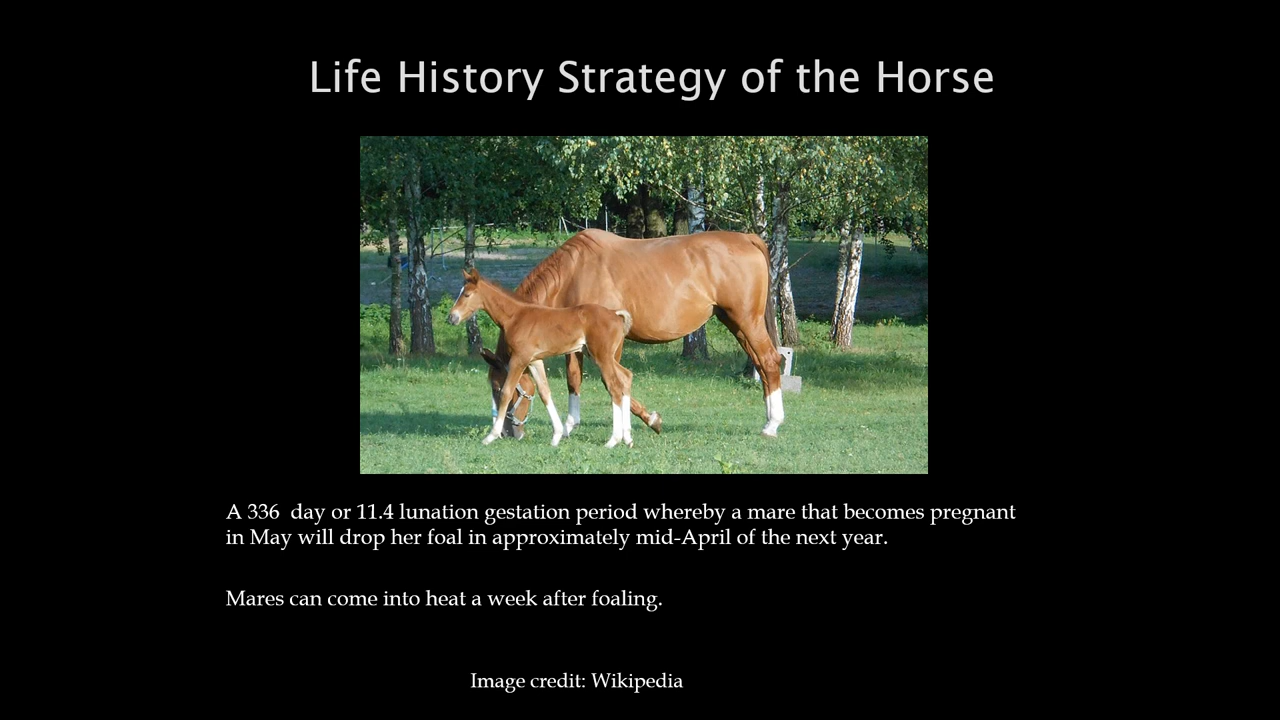 Life History Strategy of the Horse
A 336  day or 11.4 lunation gestation period whereby a mare that becomes pregnant
in May will drop her foal in approximately mid-April of the next year.
Mares can come into heat a week after foaling.
Image credit: Wikipedia